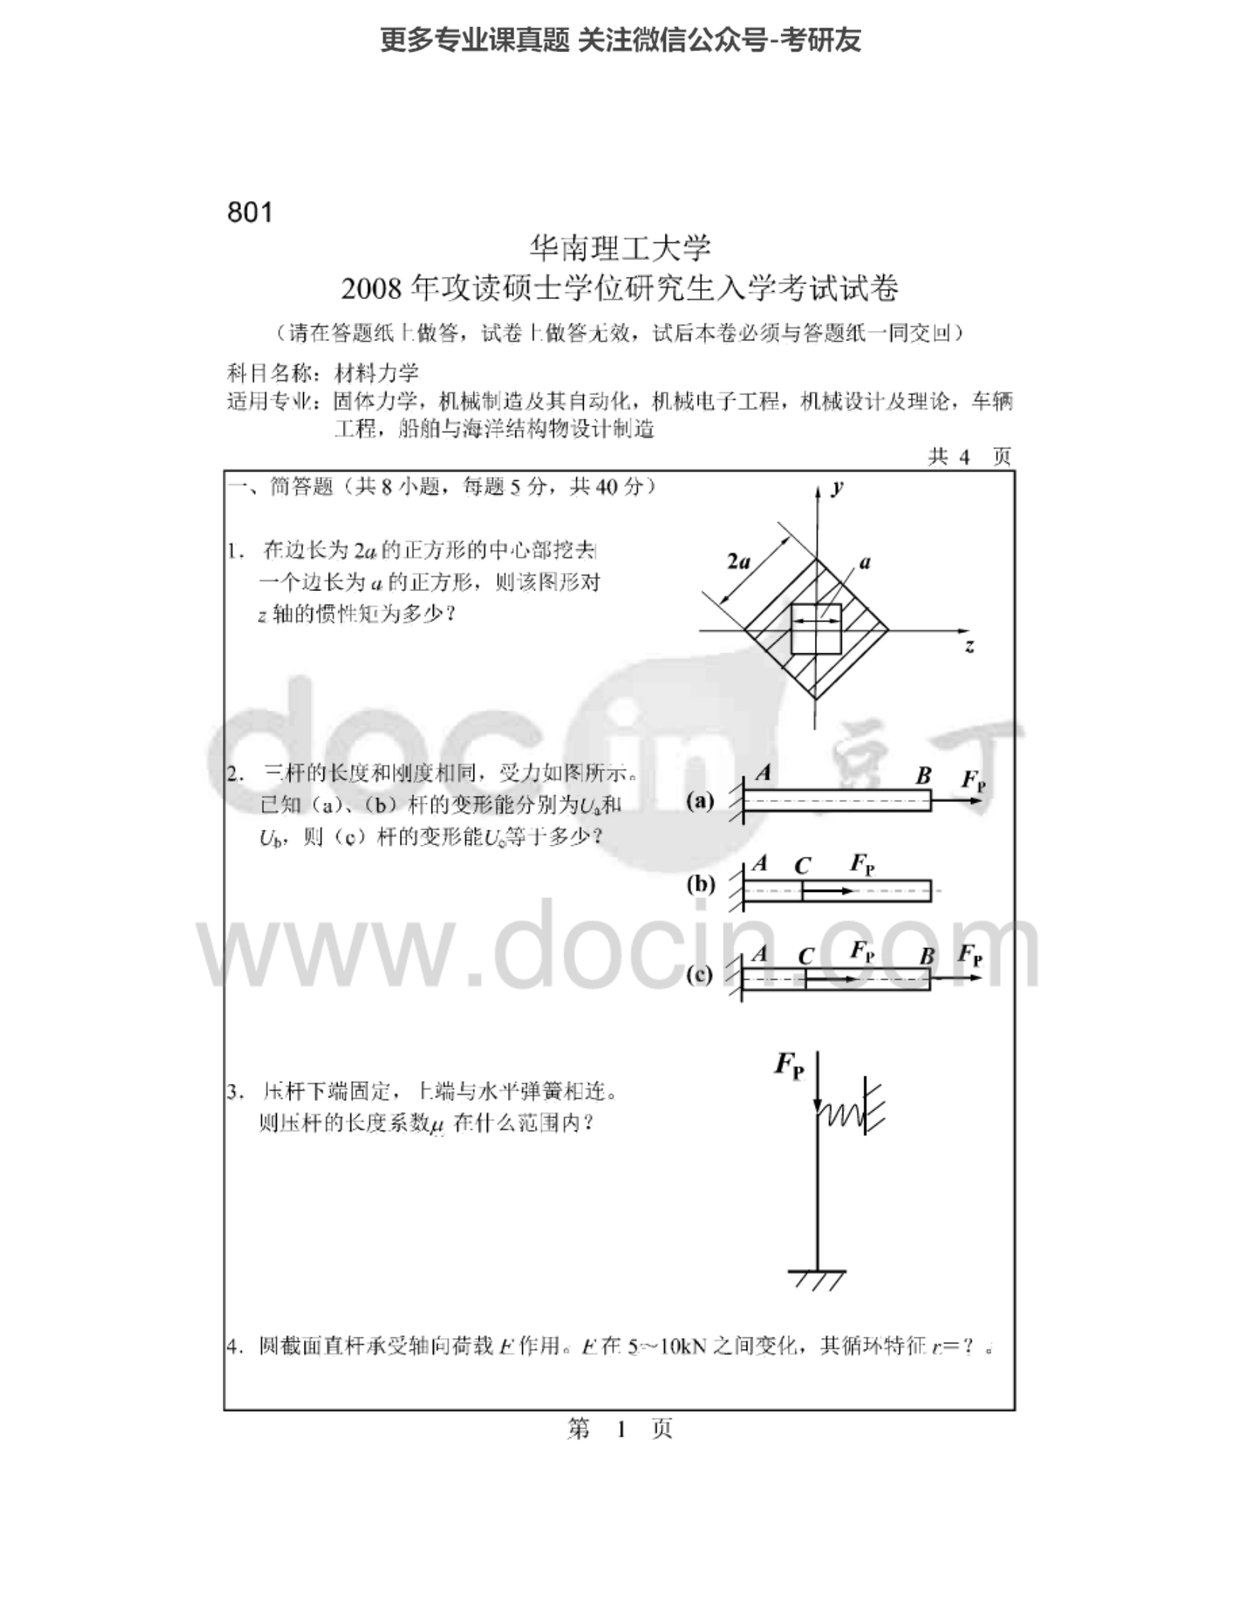 更多专业课真题 关注微信公众号-考研友
801
华南理工大学
2008 年攻读硕士学位研究生入学考试试卷
（请在答题纸上做答，试卷上做答无效，试后本卷必须与答题纸一同交回）
科目名称：材料力学
适用专业：固体力学，机械制造及其自动化，机械电子工程，机械设计及理论，车辆
工程，船舶与海洋结构物设计制造
共 4 页
一、简答题（共 8 小题，每题 5 分，共 40 分）
y
1. 在边长为 2a 的正方形的中心部挖去
一个边长为 a 的正方形，则该图形对
z 轴的惯性矩为多少？
2a
a
z
docin 豆丁
2. 三杆的长度和刚度相同，受力如图所示。
已知（a）、（b）杆的变形能分别为Ua和
Ub，则（c）杆的变形能Uc等于多少？
(a) A B FP
(b) A C FP
(c) A C FP B FP
www.docin.com
3. 压杆下端固定，上端与水平弹簧相连。
则压杆的长度系数μ 在什么范围内？
FP
4. 圆截面直杆承受轴向荷载 F 作用。F 在 5～10kN 之间变化，其循环特征 r＝？。
第 1 页